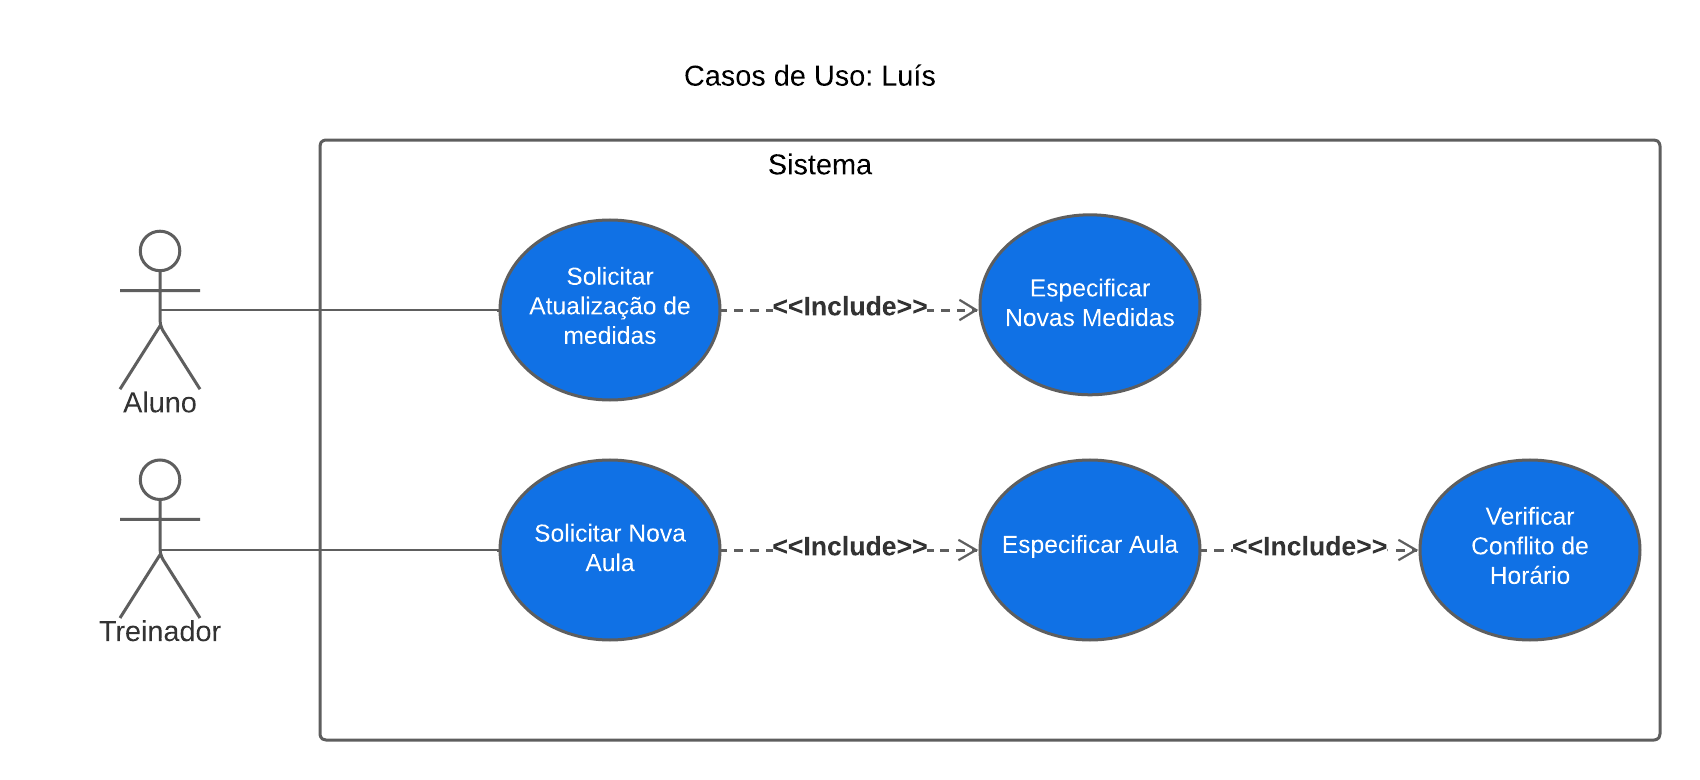 Casos de Uso: Luís
Sistema
Solicitar
Atualização de
medidas
<<Include>>
Especificar
Novas Medidas
Aluno
Solicitar Nova
Aula
<<Include>>
Especificar Aula
<<Include>>
Verificar
Conflito de
Horário
Treinador